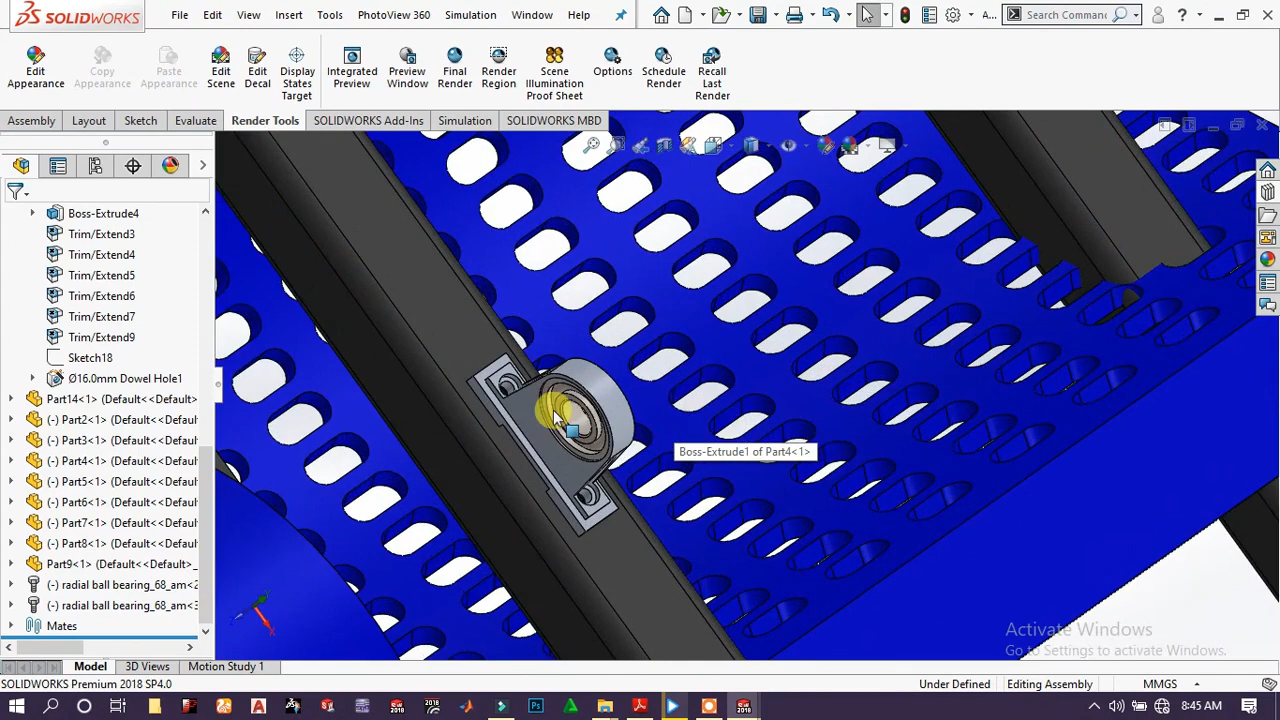 SOLIDWORKS
File Edit View Insert Tools PhotoView 360 Simulation Window Help
A...
Search Comman
Edit Appearance
Copy Appearance
Paste Appearance
Edit Scene
Edit Decal
Display States Target
Integrated Preview
Preview Window
Final Render
Render Region
Scene Illumination Proof Sheet
Options
Schedule Render
Recall Last Render
Assembly Layout Sketch Evaluate Render Tools SOLIDWORKS Add-Ins Simulation SOLIDWORKS MBD
Boss-Extrude4
Trim/Extend3
Trim/Extend4
Trim/Extend5
Trim/Extend6
Trim/Extend7
Trim/Extend9
Sketch18
Ø16.0mm Dowel Hole1
Part14<1> (Default<<Default>
(-) Part2<1> (Default<<Defaul
(-) Part3<1> (Default<<Defaul
(-) Part4<1> (Default<<Defaul
(-) Part5<1> (Default<<Defaul
(-) Part6<1> (Default<<Defaul
(-) Part7<1> (Default<<Defaul
(-) Part8<1> (Default<<Defaul
Part9<1> (Default<<Default>_
(-) radial ball bearing_68_am<2
(-) radial ball bearing_68_am<3
Mates
Boss-Extrude1 of Part4<1>
Activate Windows
Go to Settings to activate Windows.
Model 3D Views Motion Study 1
SOLIDWORKS Premium 2018 SP4.0
Under Defined Editing Assembly MMGS
8:45 AM